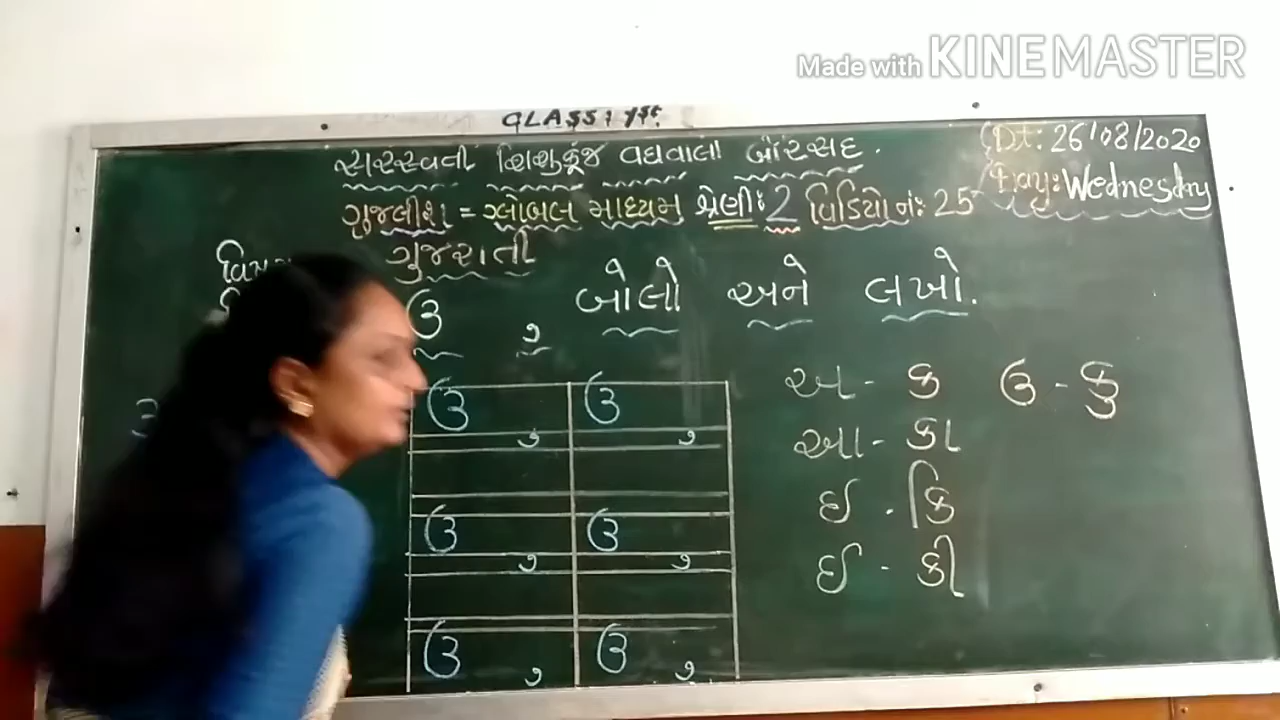 Made with KINEMASTER
CLASS: 1st
સરસ્વતી શિશુકુંજ વઘવાલા બોરસદ.
Dt: 26/08/2020
ગુજલીશ = ગ્લોબલ માધ્યમ શ્રેણી: 2 વિડિયો નં: 25
Day: Wednesday
ગુજરાતી
ઉ ુ બોલો અને લખો.
ઉ ુ ઉ ુ
અ - ક ઉ - કુ
આ - કા
ઉ ુ ઉ ુ
ઇ - કિ
ઈ - કી
ઉ ુ ઉ ુ